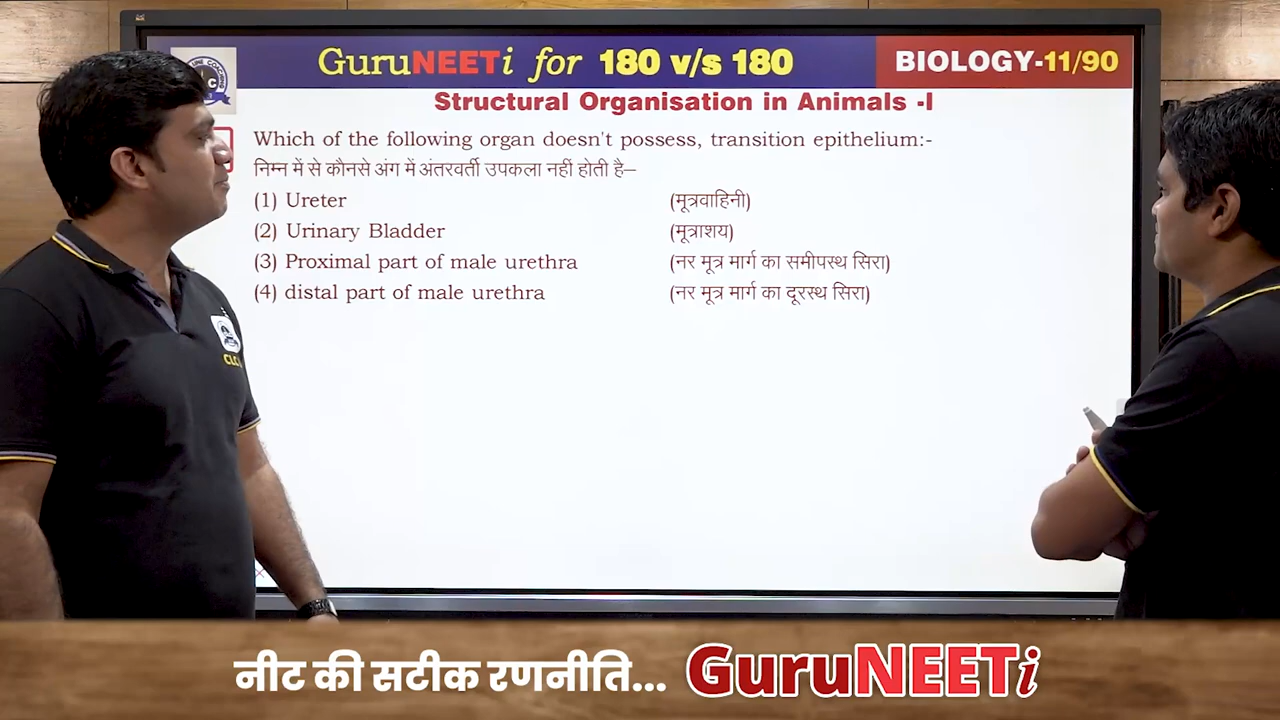 GuruNEETi for 180 v/s 180
BIOLOGY-11/90
Structural Organisation in Animals -I
Which of the following organ doesn't possess, transition epithelium:-
निम्न में से कौनसे अंग में अंतरवर्ती उपकला नहीं होती है–
(1) Ureter (मूत्रवाहिनी)
(2) Urinary Bladder (मूत्राशय)
(3) Proximal part of male urethra (नर मूत्र मार्ग का समीपस्थ सिरा)
(4) distal part of male urethra (नर मूत्र मार्ग का दूरस्थ सिरा)
नीट की सटीक रणनीति... GuruNEETi